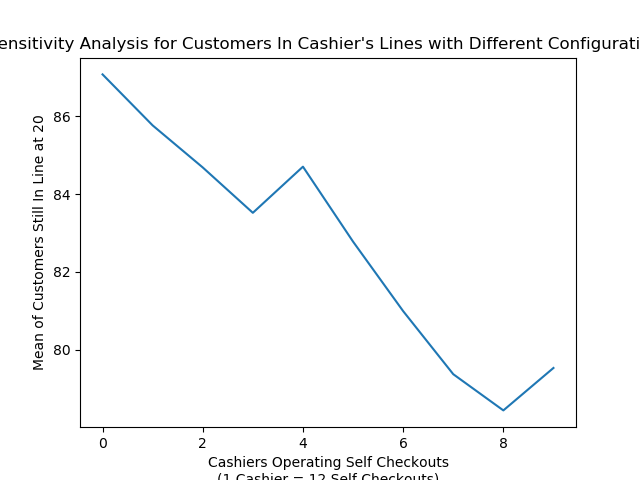 ensitivity Analysis for Customers In Cashier's Lines with Different Configurati
86
84
82
80
Mean of Customers Still In Line at 20
0 2 4 6 8
Cashiers Operating Self Checkouts
(1 Cashier = 12 Self Checkouts)